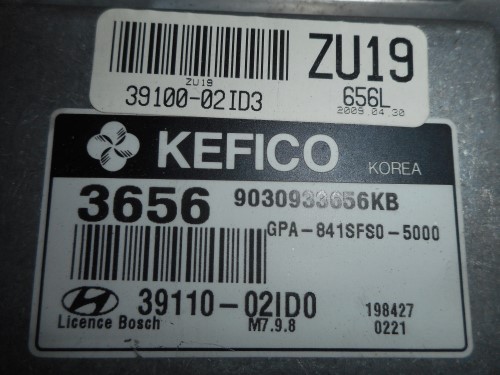 ZU19
ZU19
39100-02ID3
656L
2009.04.30
KEFICO
KOREA
3656
9030933656KB
GPA-841SFS0-5000
39110-02ID0
Licence Bosch
M7.9.8
198427
0221